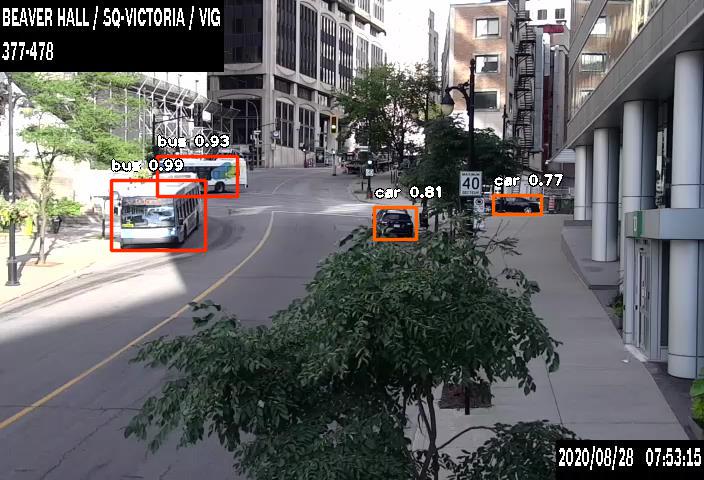 BEAVER HALL / SQ-VICTORIA / VIG
377-478
bus 0.93
bus 0.99
car 0.81
car 0.77
MAXIMUM
40
2020/08/28 07:53:15